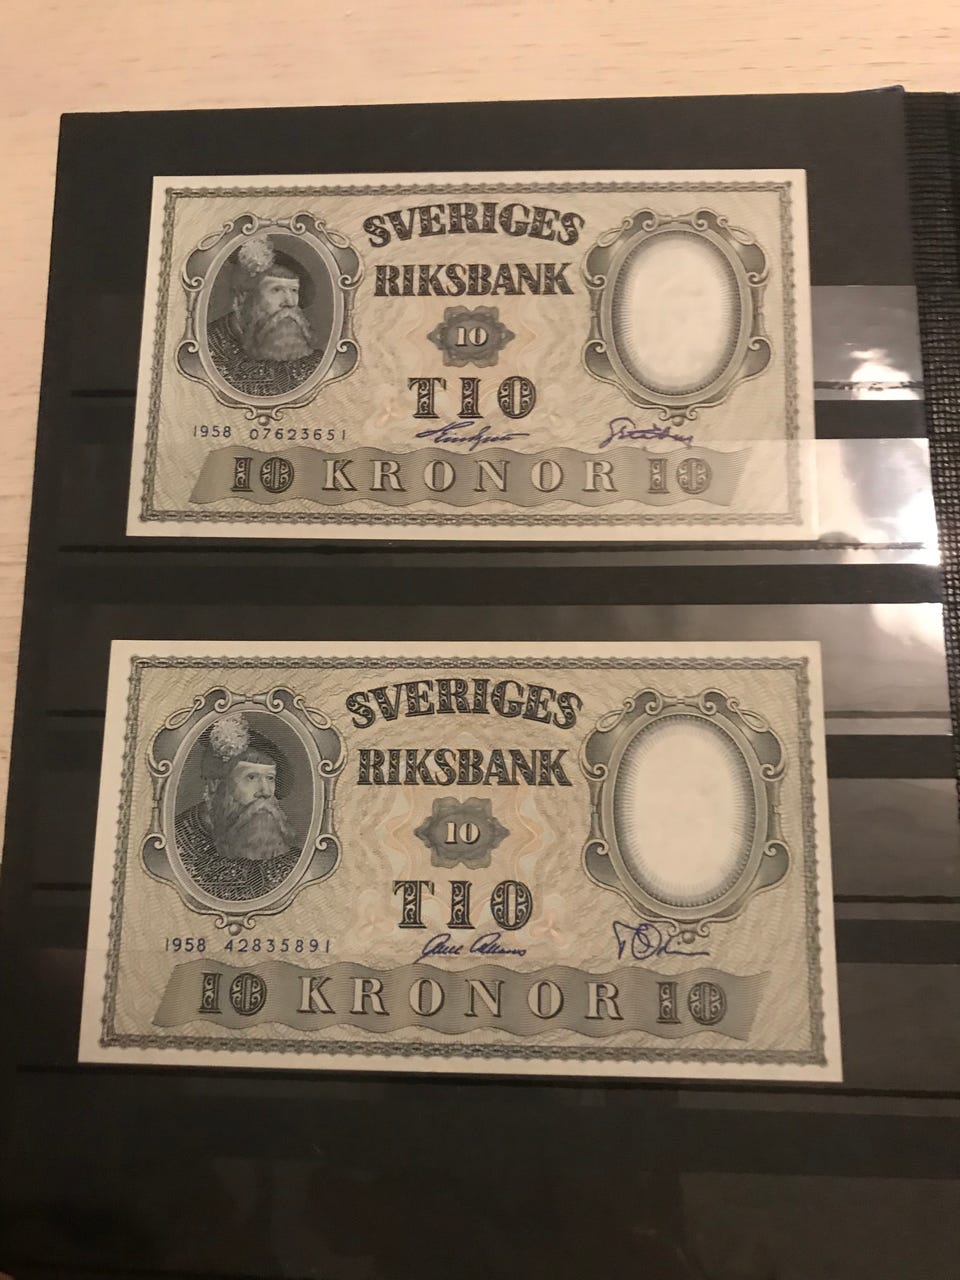 SVERIGES
RIKSBANK
10
TIO
1958 07623651
10 KRONOR 10
SVERIGES
RIKSBANK
10
TIO
1958 42835891
10 KRONOR 10